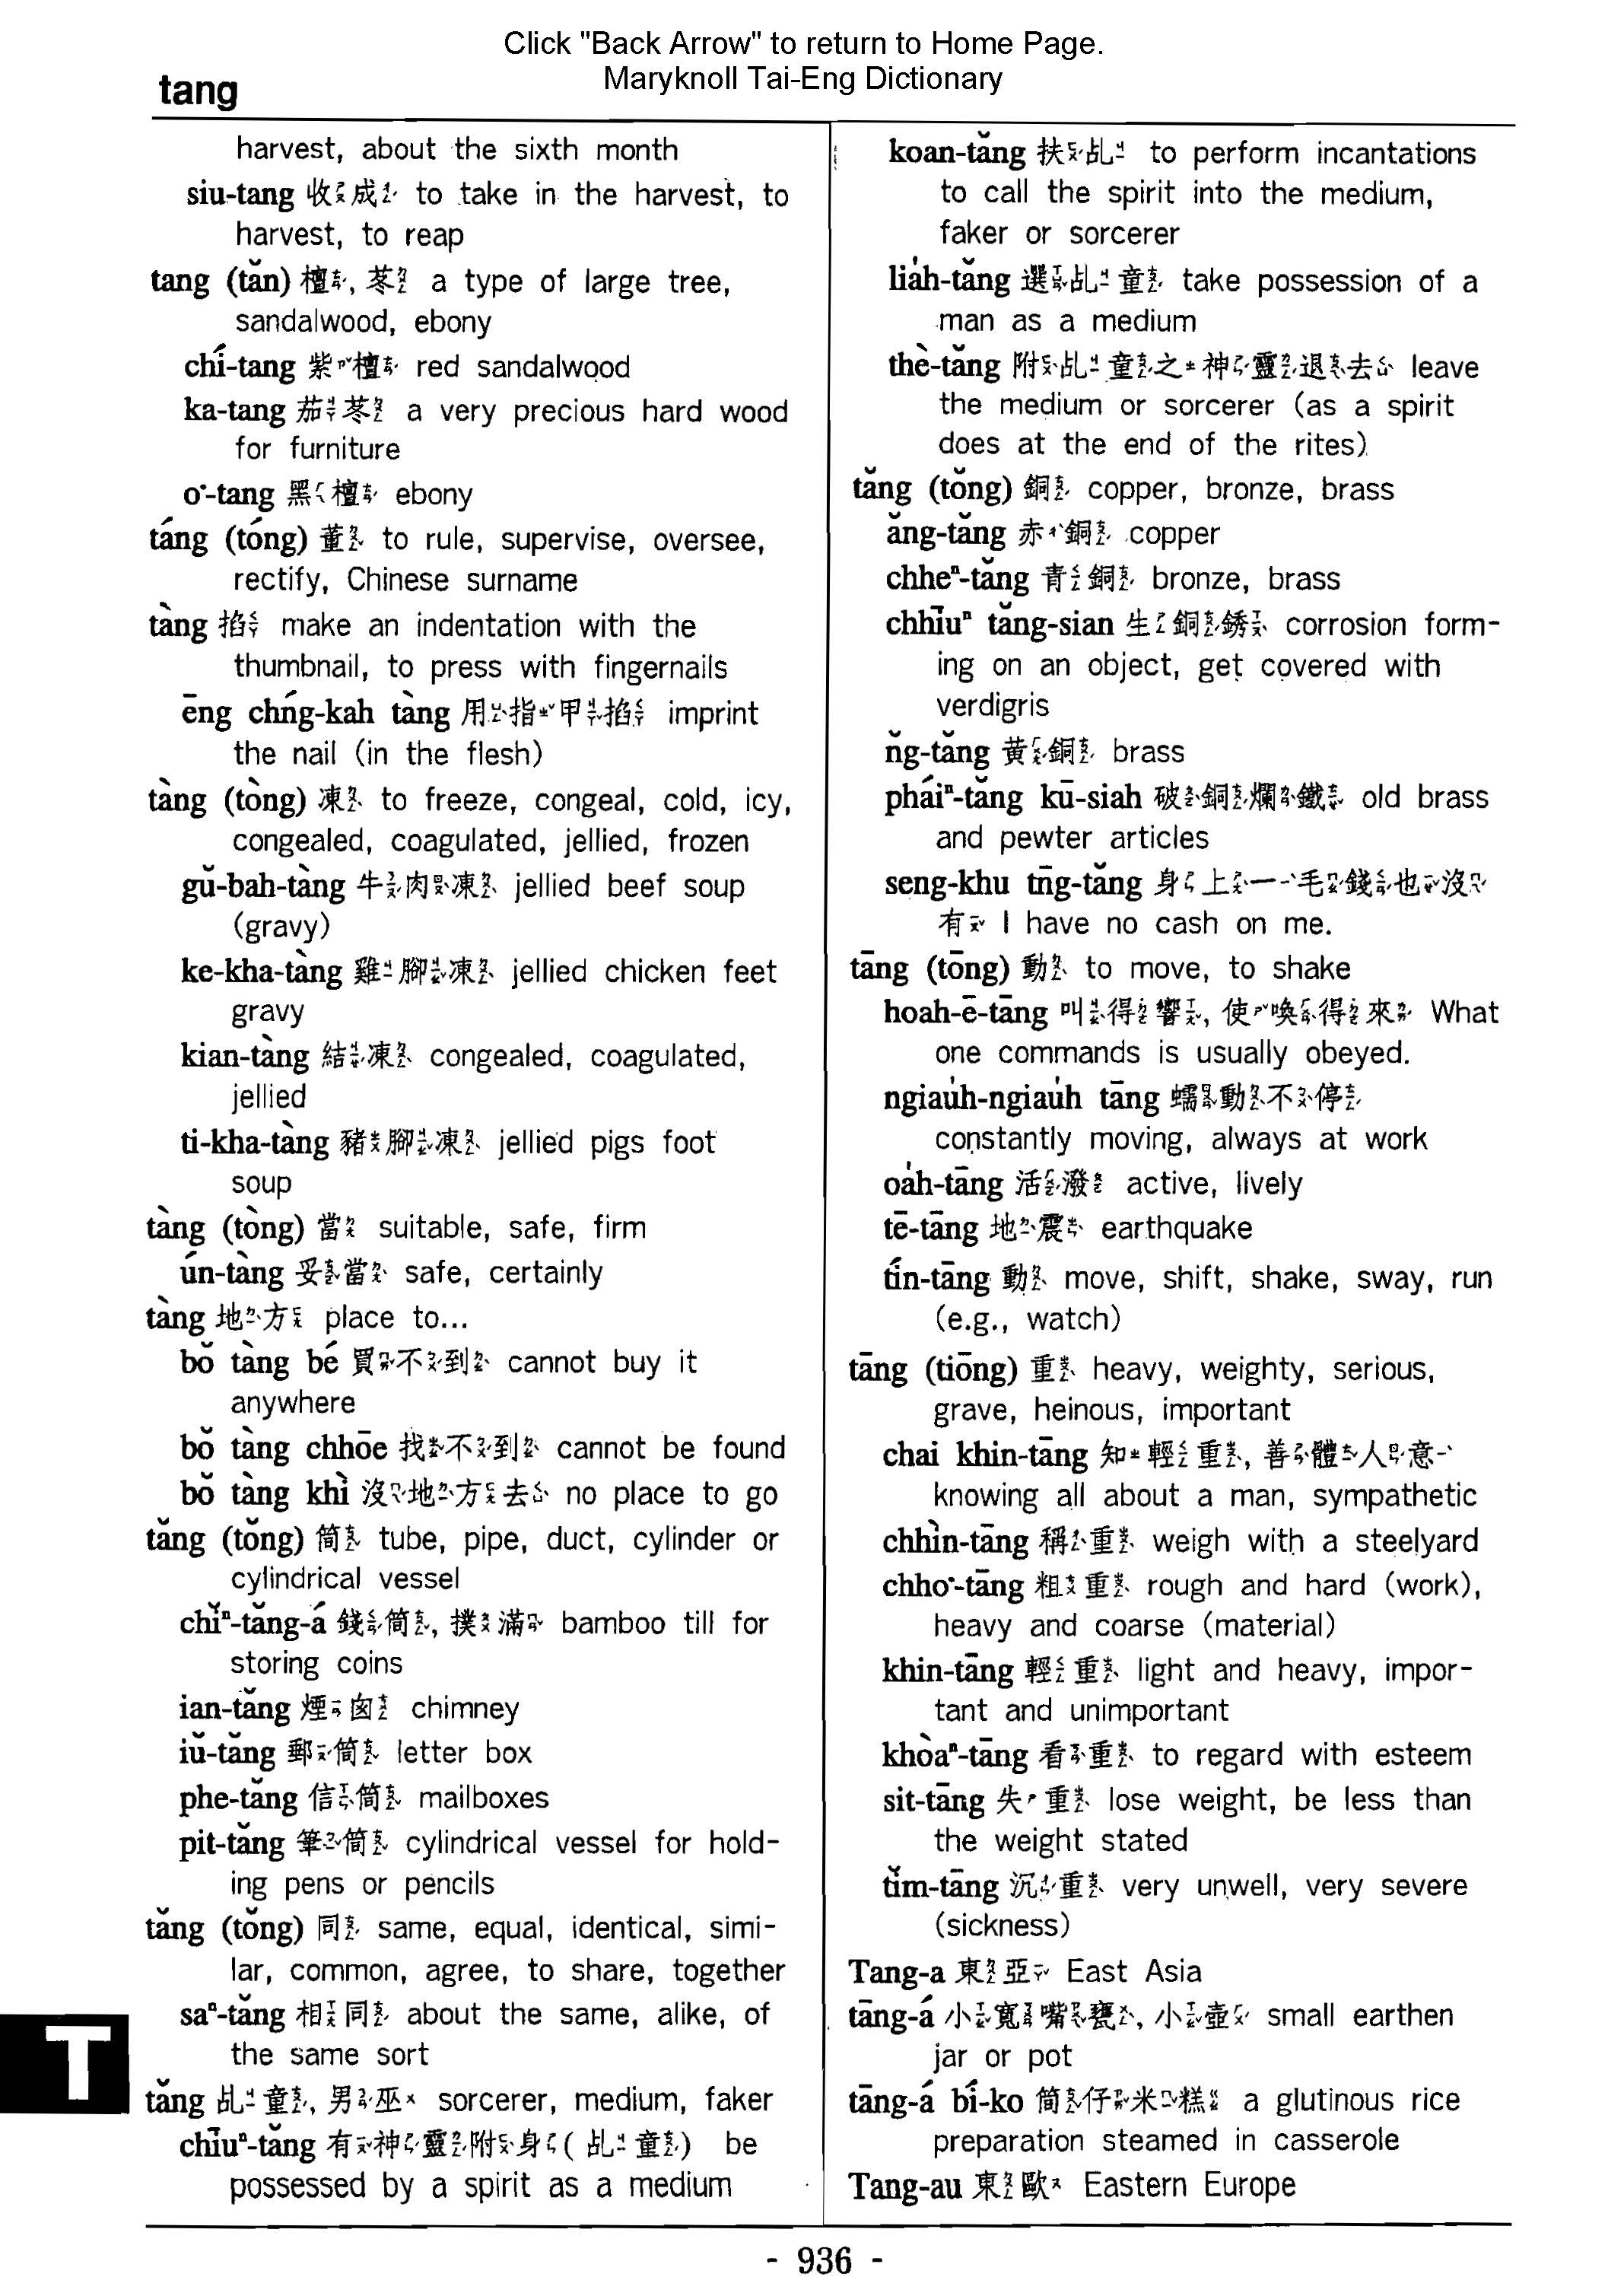 Click "Back Arrow" to return to Home Page.
Maryknoll Tai-Eng Dictionary
tang
harvest, about the sixth month
siu-tang 收成 to take in the harvest, to
harvest, to reap
tang (tăn) 檀, 苳 a type of large tree,
sandalwood, ebony
chí-tang 紫檀 red sandalwood
ka-tang 茄苳 a very precious hard wood
for furniture
o·-tang 黑檀 ebony
táng (tóng) 董 to rule, supervise, oversee,
rectify, Chinese surname
tàng 掐 make an indentation with the
thumbnail, to press with fingernails
ēng chńg-kah tàng 用指甲掐 imprint
the nail (in the flesh)
tàng (tòng) 凍 to freeze, congeal, cold, icy,
congealed, coagulated, jellied, frozen
gŭ-bah-tàng 牛肉凍 jellied beef soup
(gravy)
ke-kha-tàng 雞腳凍 jellied chicken feet
gravy
kian-tàng 結凍 congealed, coagulated,
jellied
ti-kha-tàng 豬腳凍 jellied pigs foot
soup
tàng (tòng) 當 suitable, safe, firm
ún-tàng 妥當 safe, certainly
tàng 地方 place to...
bŏ tàng bé 買不到 cannot buy it
anywhere
bŏ tàng chhōe 找不到 cannot be found
bŏ tàng khì 沒地方去 no place to go
tăng (tŏng) 筒 tube, pipe, duct, cylinder or
cylindrical vessel
chĭⁿ-tăng-á 錢筒, 撲滿 bamboo till for
storing coins
ian-tăng 煙囪 chimney
iŭ-tăng 郵筒 letter box
phe-tăng 信筒 mailboxes
pit-tăng 筆筒 cylindrical vessel for hold-
ing pens or pencils
tăng (tŏng) 同 same, equal, identical, simi-
lar, common, agree, to share, together
saⁿ-tăng 相同 about the same, alike, of
the same sort
tăng 乩童, 男巫 sorcerer, medium, faker
chīuⁿ-tăng 有神靈附身(乩童) be
possessed by a spirit as a medium
koan-tăng 扶乩 to perform incantations
to call the spirit into the medium,
faker or sorcerer
lia̍h-tăng 選乩童 take possession of a
man as a medium
thè-tăng 附乩童之神靈退去 leave
the medium or sorcerer (as a spirit
does at the end of the rites)
tăng (tŏng) 銅 copper, bronze, brass
ăng-tăng 赤銅 copper
chheⁿ-tăng 青銅 bronze, brass
chhīuⁿ tăng-sian 生銅銹 corrosion form-
ing on an object, get covered with
verdigris
n̆g-tăng 黃銅 brass
pháiⁿ-tăng kū-siah 破銅爛鐵 old brass
and pewter articles
seng-khu tn̄g-tăng 身上一毛錢也沒
有 I have no cash on me.
tāng (tōng) 動 to move, to shake
hoah-ē-tāng 叫得響, 使喚得來 What
one commands is usually obeyed.
ngiau̍h-ngiau̍h tāng 蠕動不停
constantly moving, always at work
oa̍h-tāng 活潑 active, lively
tē-tāng 地震 earthquake
tín-tāng 動 move, shift, shake, sway, run
(e.g., watch)
tāng (tiōng) 重 heavy, weighty, serious,
grave, heinous, important
chai khin-tāng 知輕重, 善體人意
knowing all about a man, sympathetic
chhìn-tāng 稱重 weigh with a steelyard
chho·-tāng 粗重 rough and hard (work),
heavy and coarse (material)
khin-tāng 輕重 light and heavy, impor-
tant and unimportant
khòaⁿ-tāng 看重 to regard with esteem
sit-tāng 失重 lose weight, be less than
the weight stated
tĭm-tāng 沉重 very unwell, very severe
(sickness)
Tang-a 東亞 East Asia
tāng-á 小寬嘴甕, 小壺 small earthen
jar or pot
tāng-á bí-ko 筒仔米糕 a glutinous rice
preparation steamed in casserole
Tang-au 東歐 Eastern Europe
T
- 936 -